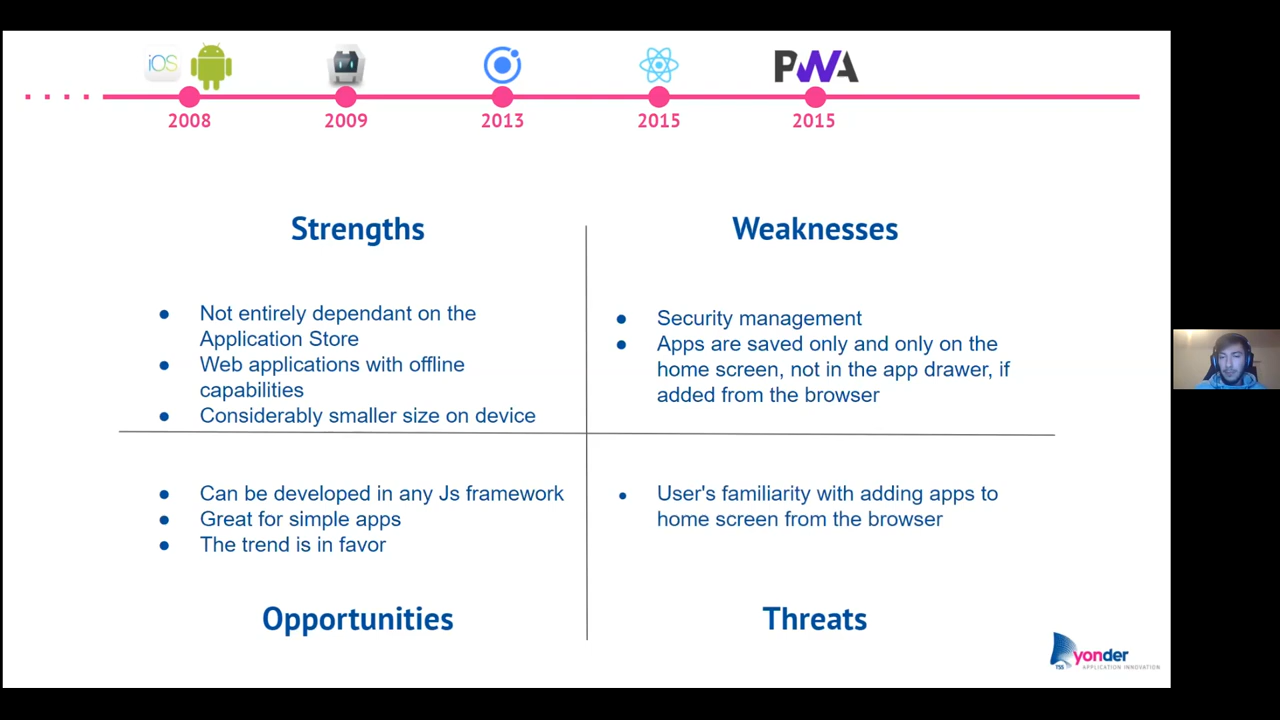 iOS
PWA
2008
2009
2013
2015
2015
Strengths
Weaknesses
● Not entirely dependant on the
Application Store
● Web applications with offline
capabilities
● Considerably smaller size on device
● Security management
● Apps are saved only and only on the
home screen, not in the app drawer, if
added from the browser
● Can be developed in any Js framework
● Great for simple apps
● The trend is in favor
● User's familiarity with adding apps to
home screen from the browser
Opportunities
Threats
TSS
yonder
APPLICATION INNOVATION